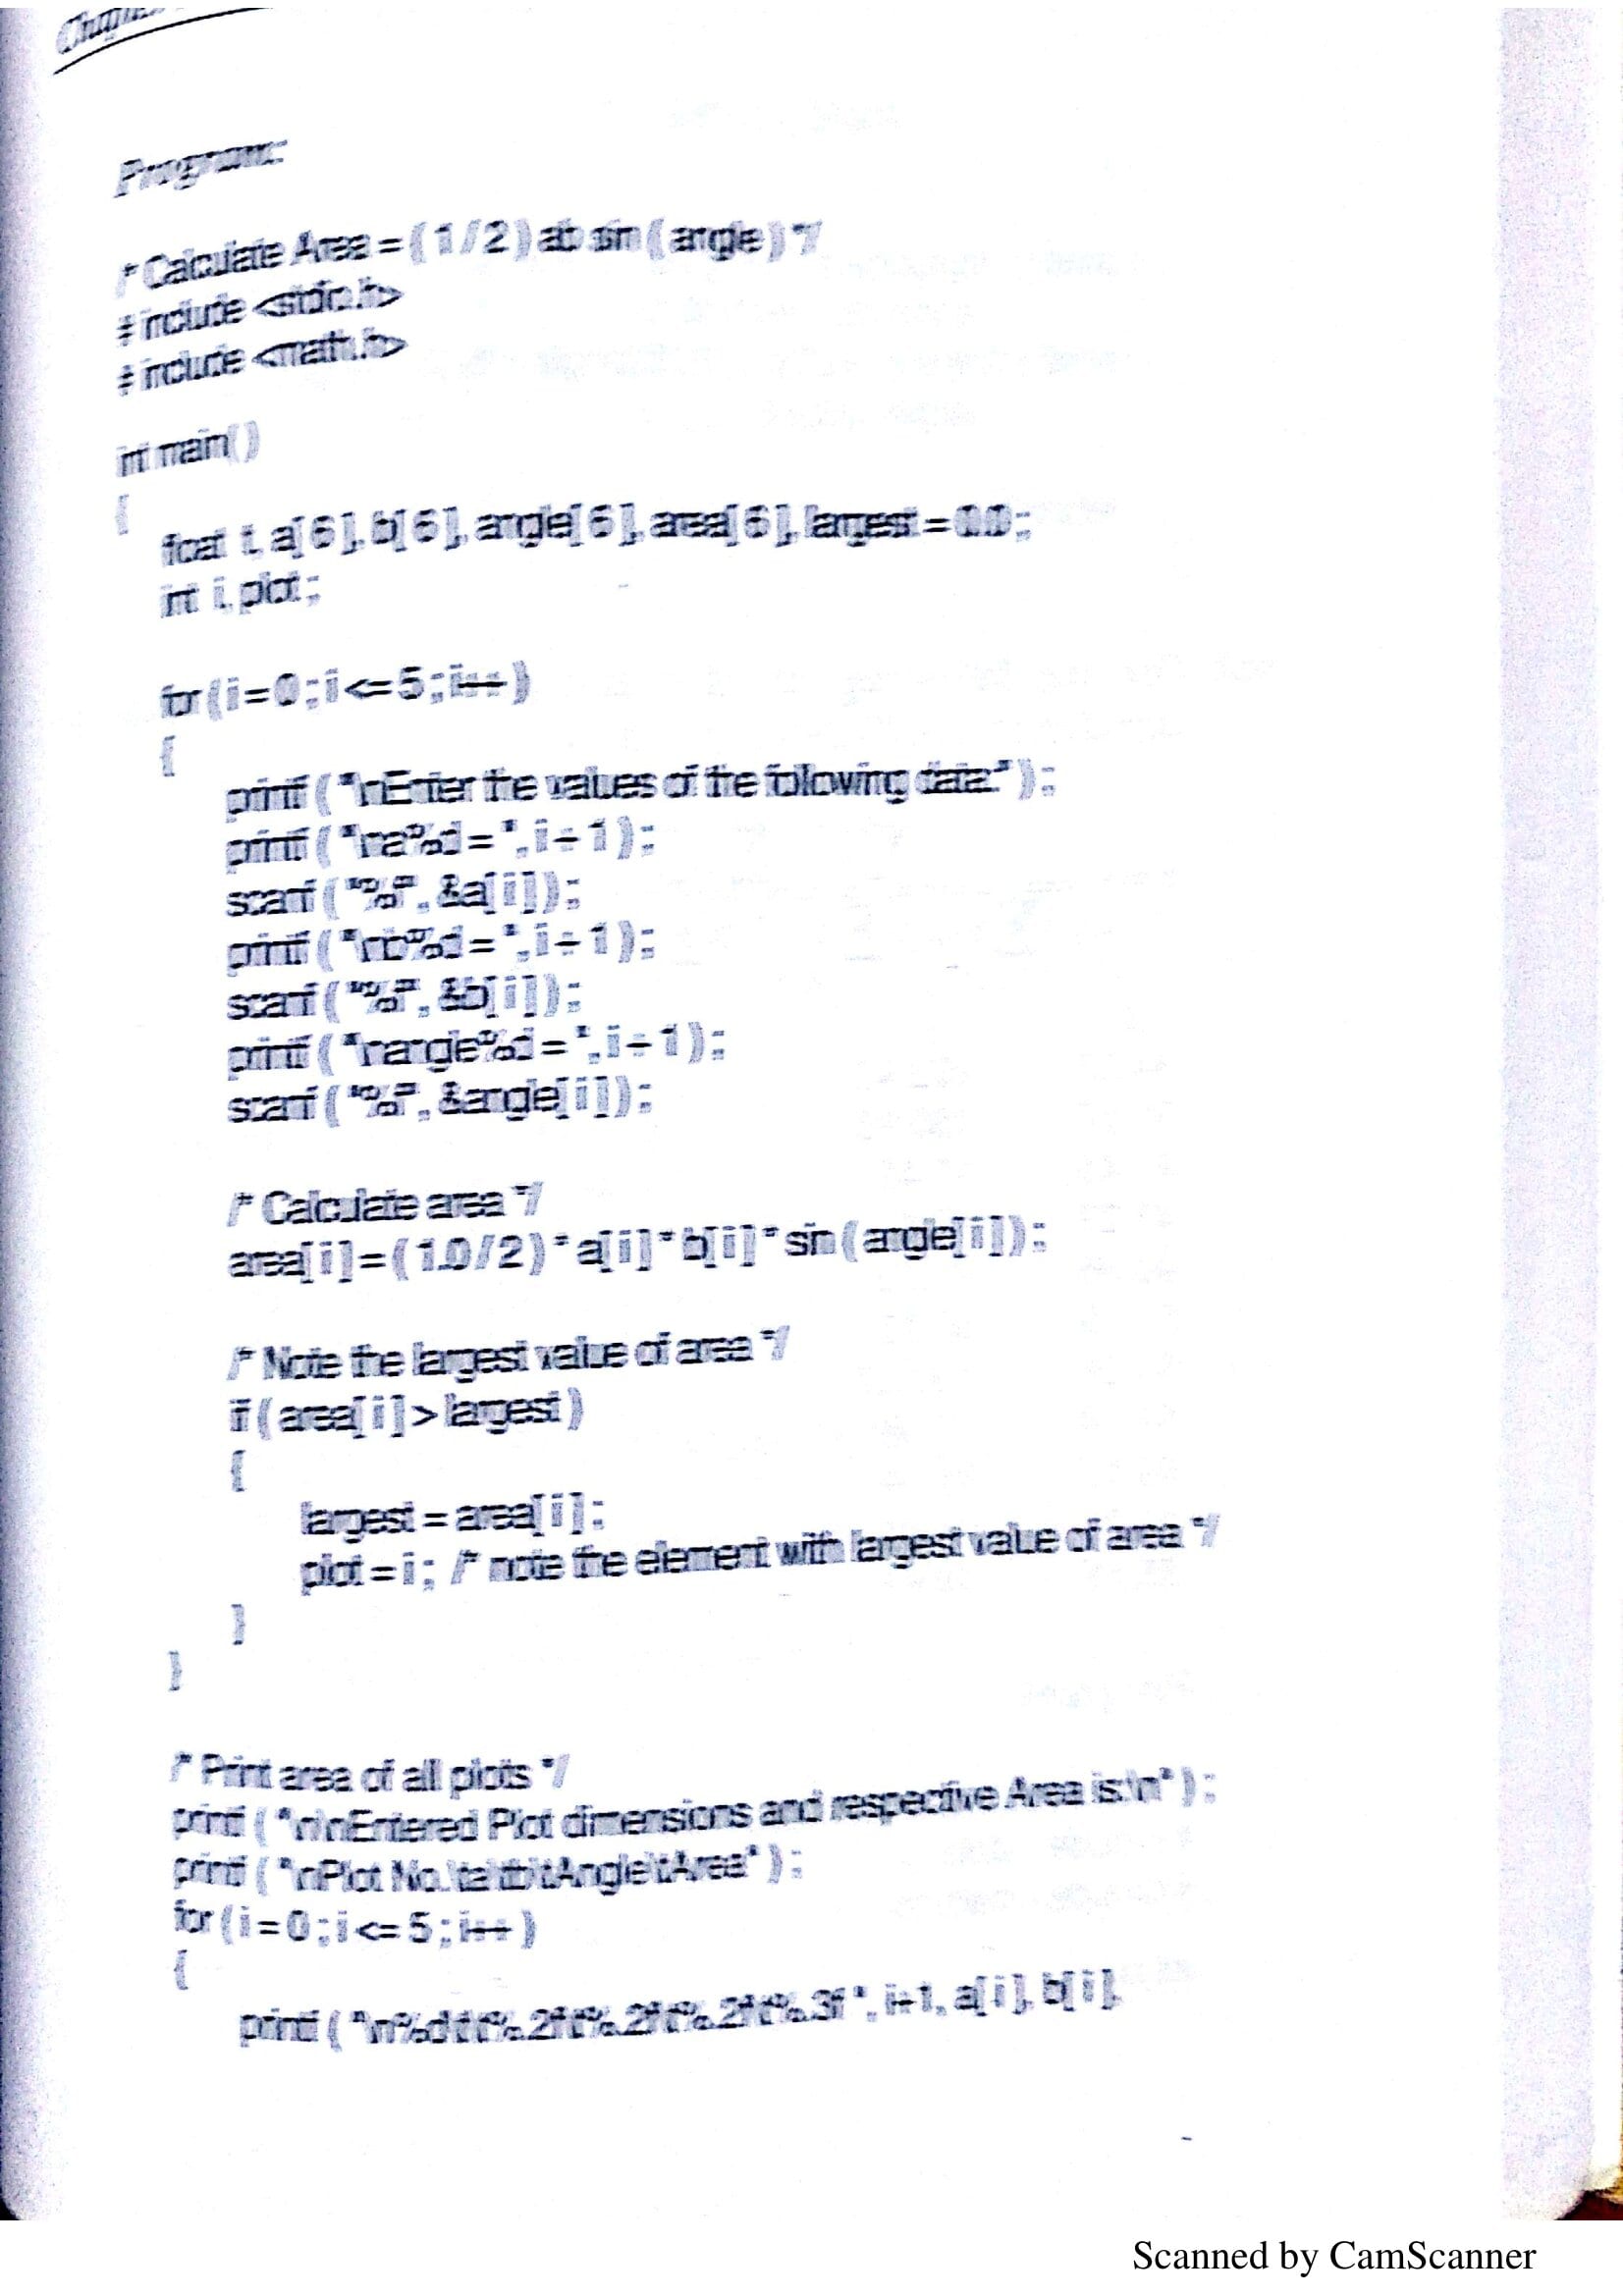 Program:
/* Calculate Area = ( 1 / 2 ) ab sin ( angle ) */
# include <stdio.h>
# include <math.h>
int main( )
{
float t, a[ 6 ], b[ 6 ], angle[ 6 ], area[ 6 ], largest = 0.0 ;
int i, plot ;
for ( i = 0 ; i <= 5 ; i++ )
{
printf ( "\nEnter the values of the following data:" ) ;
printf ( "\na%d = ", i + 1 ) ;
scanf ( "%f", &a[ i ] ) ;
printf ( "\nb%d = ", i + 1 ) ;
scanf ( "%f", &b[ i ] ) ;
printf ( "\nangle%d = ", i + 1 ) ;
scanf ( "%f", &angle[ i ] ) ;
/* Calculate area */
area[ i ] = ( 1.0 / 2 ) * a[ i ] * b[ i ] * sin ( angle[ i ] ) ;
/* Note the largest value of area */
if ( area[ i ] > largest )
{
largest = area[ i ] ;
plot = i ; /* note the element with largest value of area */
}
}
/* Print area of all plots */
printf ( "\n\nEntered Plot dimensions and respective Area is:\n" ) ;
printf ( "\nPlot No.\ta\tb\tAngle\tArea" ) ;
for ( i = 0 ; i <= 5 ; i++ )
{
printf ( "\n%d\t\t%.2f\t%.2f\t%.2f\t%.3f ", i+1, a[ i ], b[ i ],
Scanned by CamScanner